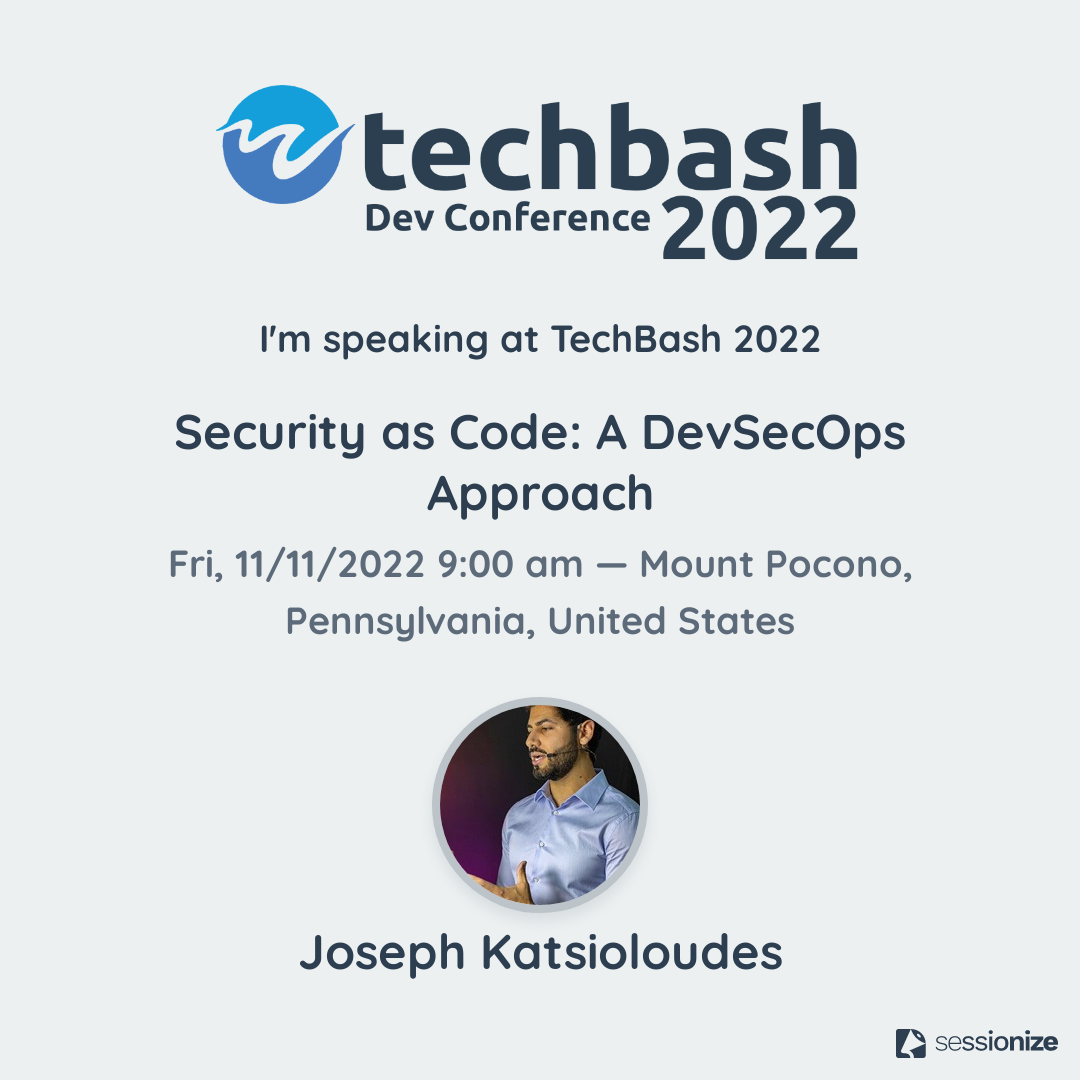 techbash
Dev Conference 2022
I'm speaking at TechBash 2022
Security as Code: A DevSecOps
Approach
Fri, 11/11/2022 9:00 am — Mount Pocono,
Pennsylvania, United States
Joseph Katsioloudes
sessionize